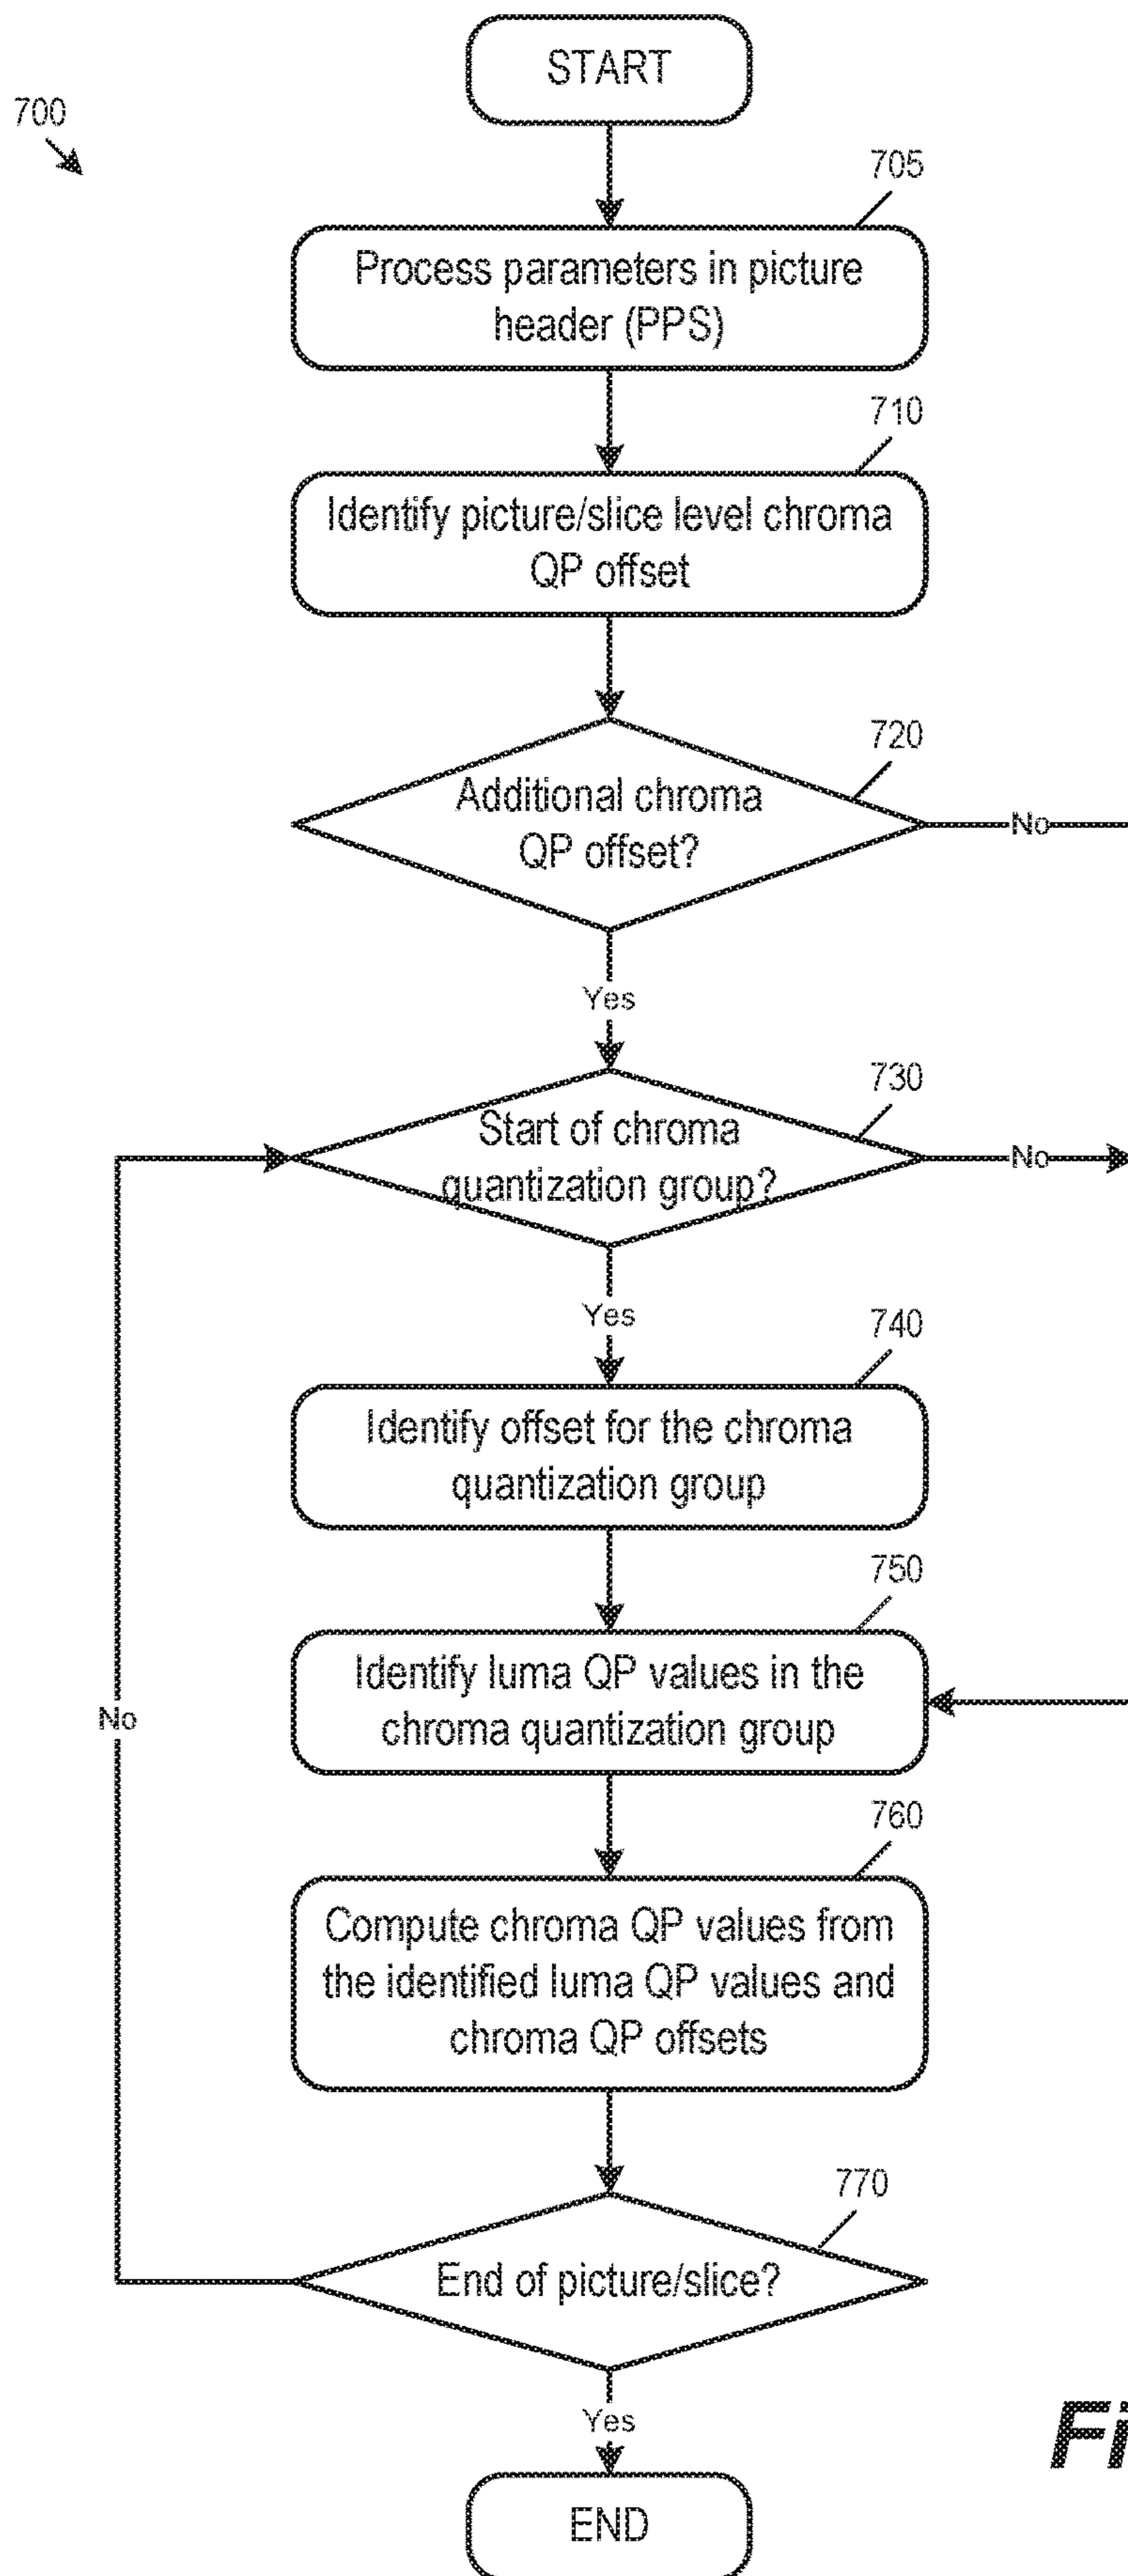 START
700
705
Process parameters in picture
header (PPS)
710
Identify picture/slice level chroma
QP offset
720
Additional chroma
QP offset?
No
Yes
730
Start of chroma
quantization group?
No
Yes
740
Identify offset for the chroma
quantization group
750
Identify luma QP values in the
chroma quantization group
No
760
Compute chroma QP values from
the identified luma QP values and
chroma QP offsets
770
End of picture/slice?
Yes
END